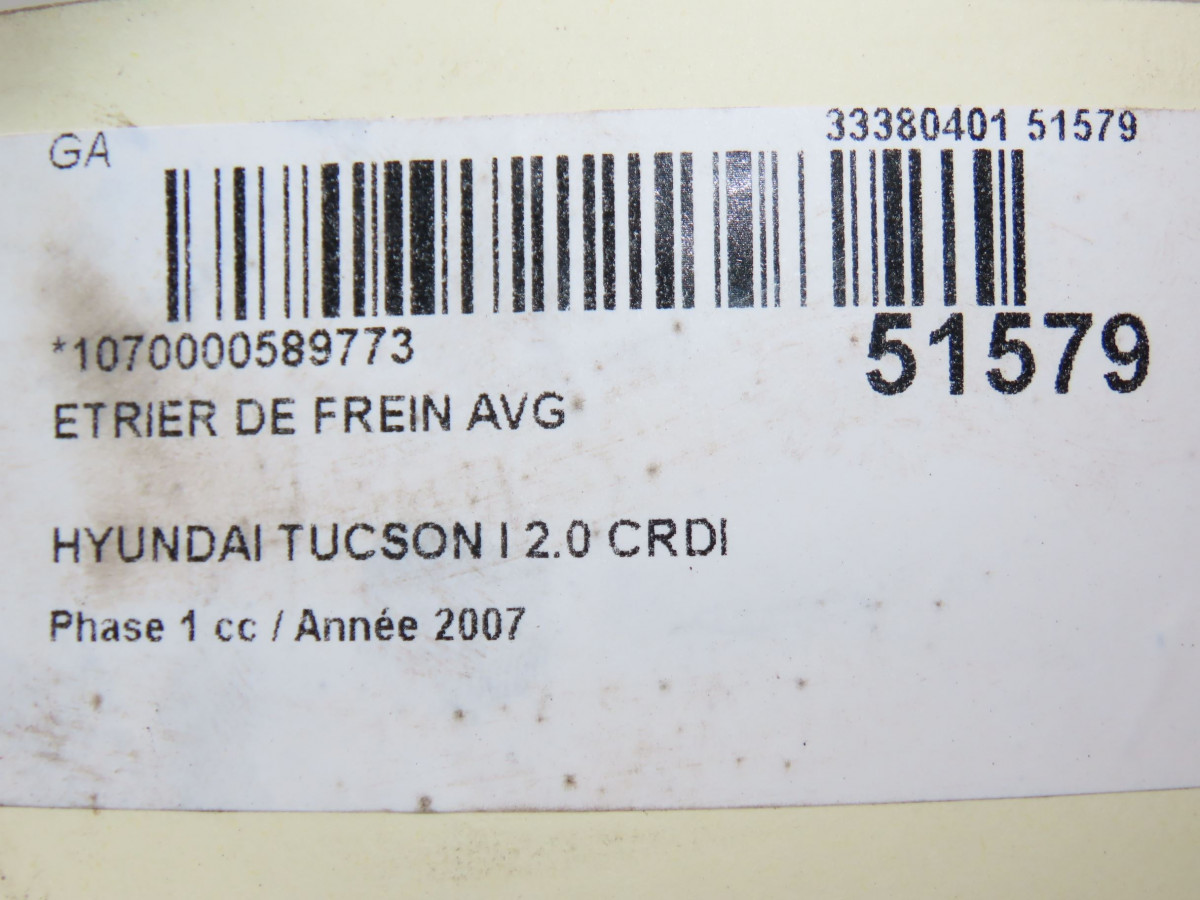 GA
33380401 51579
*1070000589773
51579
ETRIER DE FREIN AVG
HYUNDAI TUCSON I 2.0 CRDI
Phase 1 cc / Année 2007